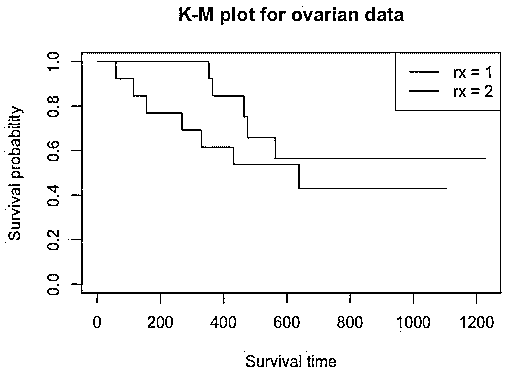 K-M plot for ovarian data
rx = 1
rx = 2
Survival probability
1.0
0.8
0.6
0.4
0.2
0.0
0 200 400 600 800 1000 1200
Survival time